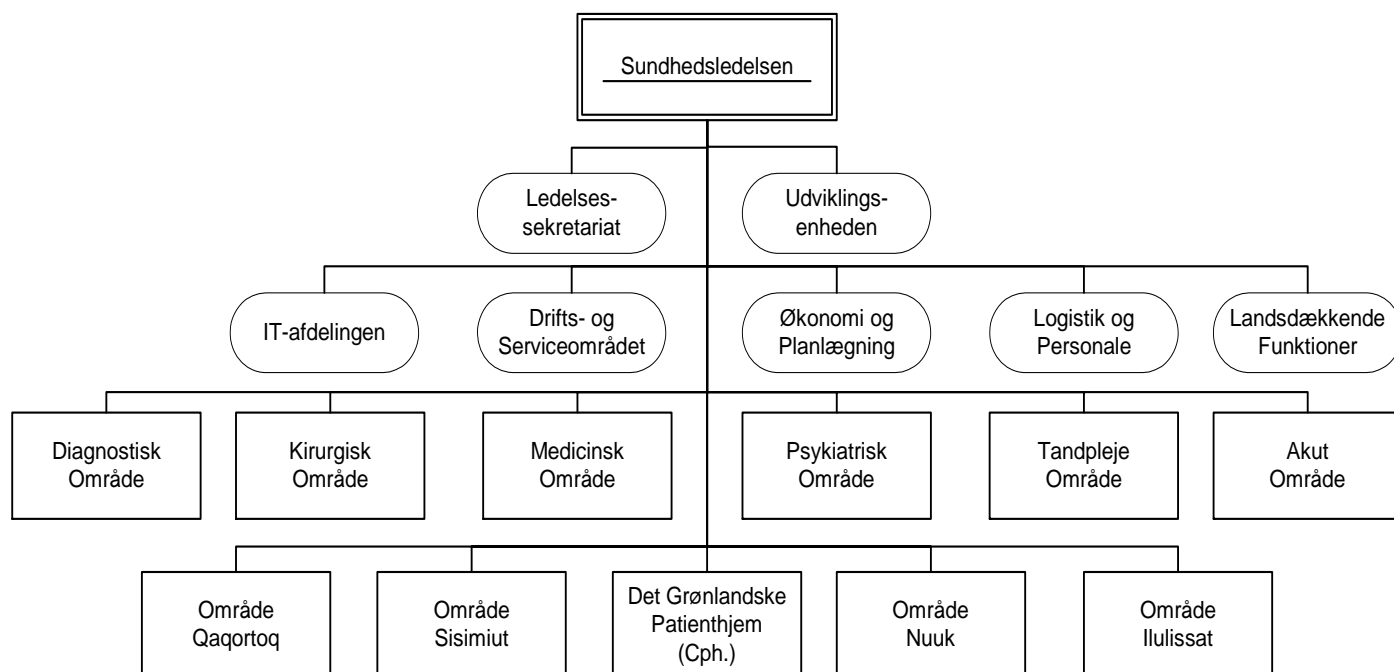 Sundhedsledelsen
Ledelses-
sekretariat
Udviklings-
enheden
IT-afdelingen
Drifts- og
Serviceområdet
Økonomi og
Planlægning
Logistik og
Personale
Landsdækkende
Funktioner
Diagnostisk
Område
Kirurgisk
Område
Medicinsk
Område
Psykiatrisk
Område
Tandpleje
Område
Akut
Område
Område
Qaqortoq
Område
Sisimiut
Det Grønlandske
Patienthjem
(Cph.)
Område
Nuuk
Område
Ilulissat